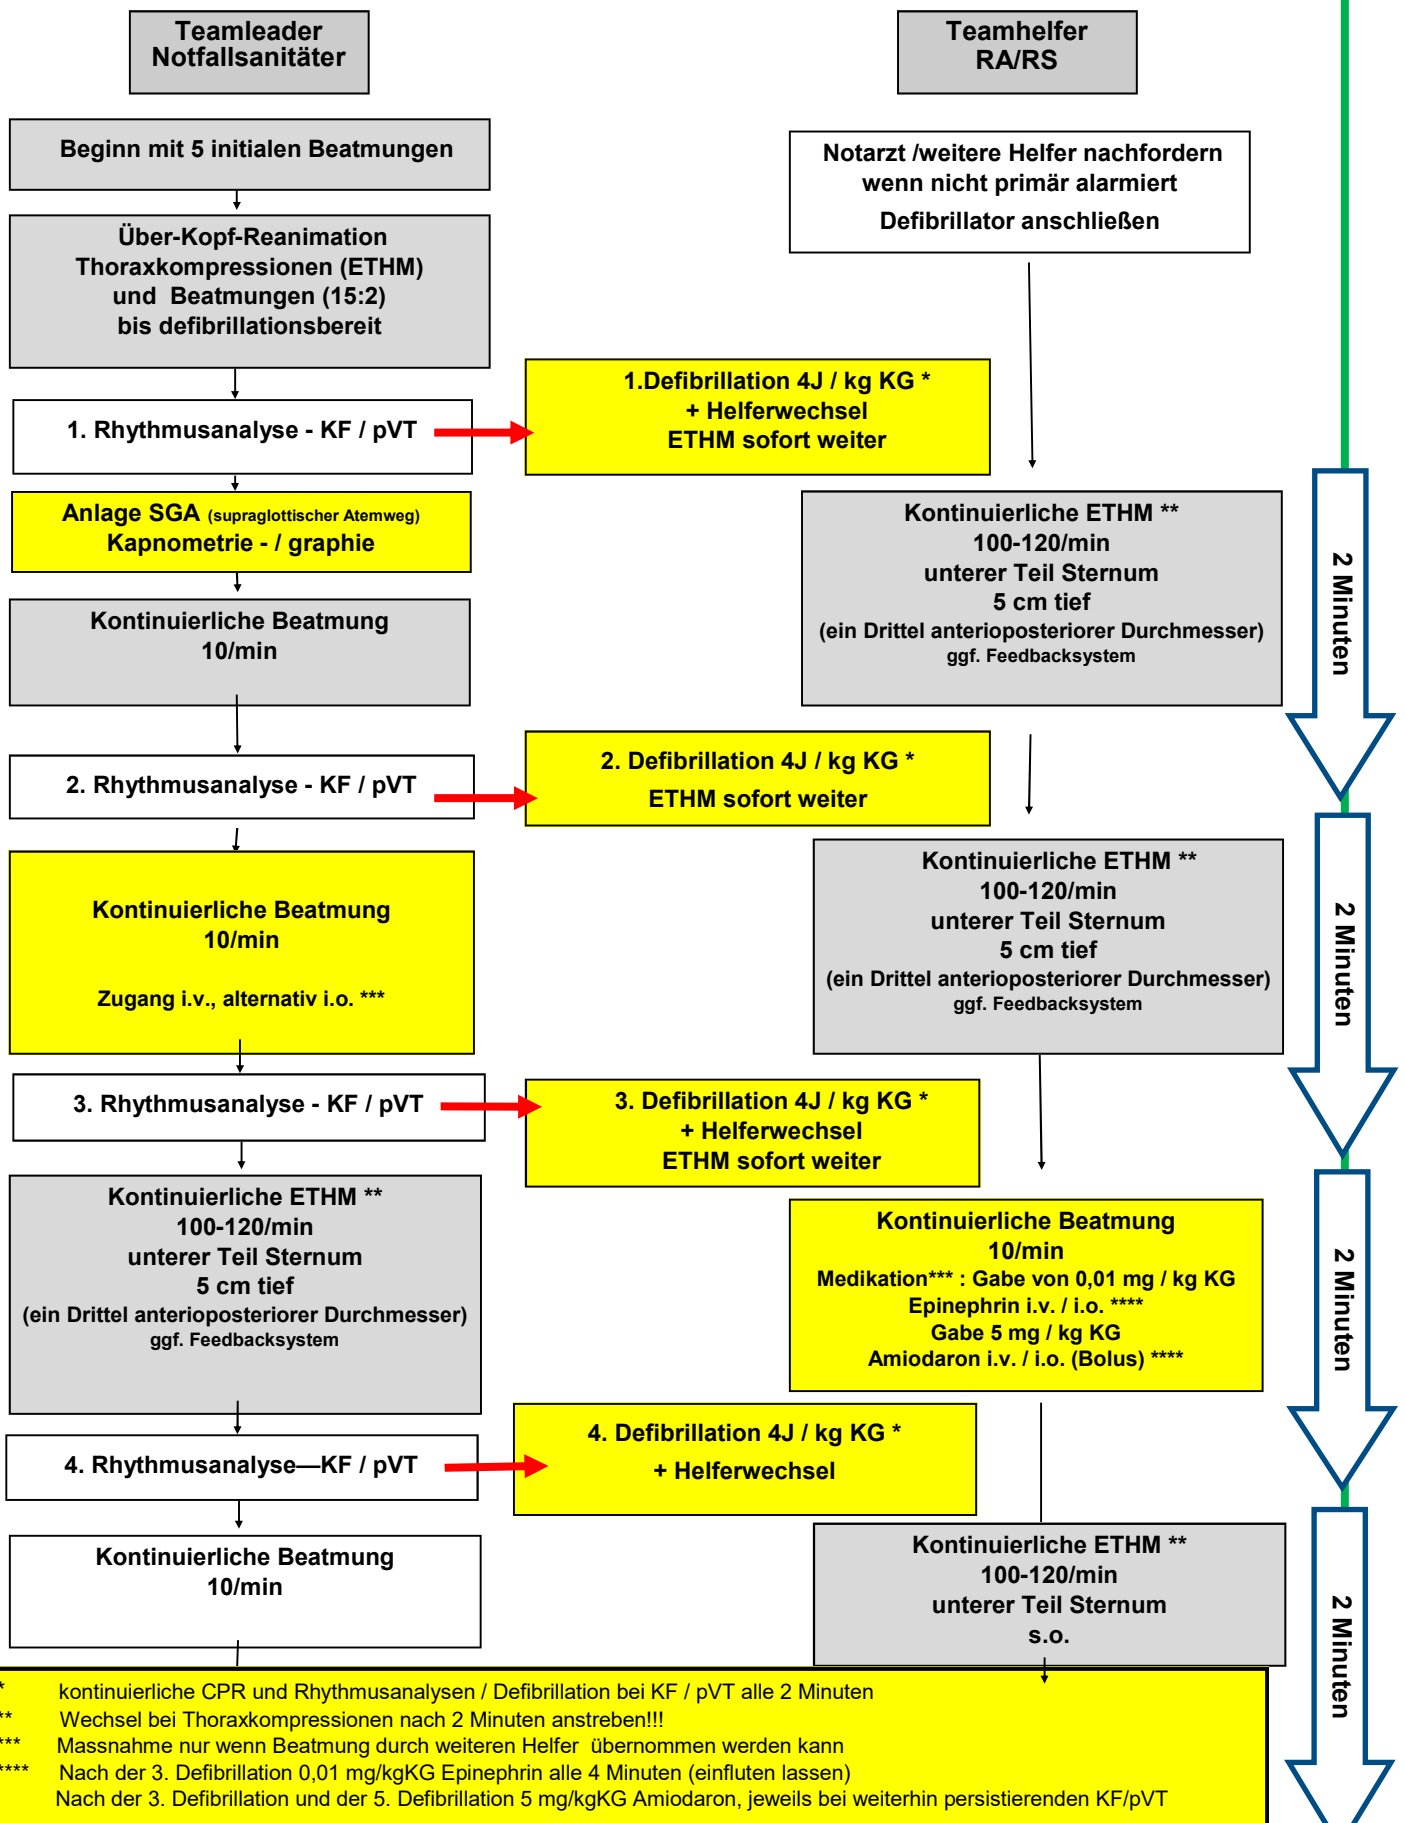 Teamleader
Notfallsanitäter
Teamhelfer
RA/RS
Beginn mit 5 initialen Beatmungen
Notarzt /weitere Helfer nachfordern
wenn nicht primär alarmiert
Defibrillator anschließen
Über-Kopf-Reanimation
Thoraxkompressionen (ETHM)
und Beatmungen (15:2)
bis defibrillationsbereit
1. Rhythmusanalyse - KF / pVT
1.Defibrillation 4J / kg KG *
+ Helferwechsel
ETHM sofort weiter
Anlage SGA (supraglottischer Atemweg)
Kapnometrie - / graphie
Kontinuierliche ETHM **
100-120/min
unterer Teil Sternum
5 cm tief
(ein Drittel anterioposteriorer Durchmesser)
ggf. Feedbacksystem
2 Minuten
Kontinuierliche Beatmung
10/min
2. Rhythmusanalyse - KF / pVT
2. Defibrillation 4J / kg KG *
ETHM sofort weiter
Kontinuierliche Beatmung
10/min
Zugang i.v., alternativ i.o. ***
Kontinuierliche ETHM **
100-120/min
unterer Teil Sternum
5 cm tief
(ein Drittel anterioposteriorer Durchmesser)
ggf. Feedbacksystem
2 Minuten
3. Rhythmusanalyse - KF / pVT
3. Defibrillation 4J / kg KG *
+ Helferwechsel
ETHM sofort weiter
Kontinuierliche ETHM **
100-120/min
unterer Teil Sternum
5 cm tief
(ein Drittel anterioposteriorer Durchmesser)
ggf. Feedbacksystem
Kontinuierliche Beatmung
10/min
Medikation*** : Gabe von 0,01 mg / kg KG
Epinephrin i.v. / i.o. ****
Gabe 5 mg / kg KG
Amiodaron i.v. / i.o. (Bolus) ****
2 Minuten
4. Rhythmusanalyse—KF / pVT
4. Defibrillation 4J / kg KG *
+ Helferwechsel
Kontinuierliche Beatmung
10/min
Kontinuierliche ETHM **
100-120/min
unterer Teil Sternum
s.o.
2 Minuten
* kontinuierliche CPR und Rhythmusanalysen / Defibrillation bei KF / pVT alle 2 Minuten
** Wechsel bei Thoraxkompressionen nach 2 Minuten anstreben!!!
*** Massnahme nur wenn Beatmung durch weiteren Helfer übernommen werden kann
**** Nach der 3. Defibrillation 0,01 mg/kgKG Epinephrin alle 4 Minuten (einfluten lassen)
Nach der 3. Defibrillation und der 5. Defibrillation 5 mg/kgKG Amiodaron, jeweils bei weiterhin persistierenden KF/pVT